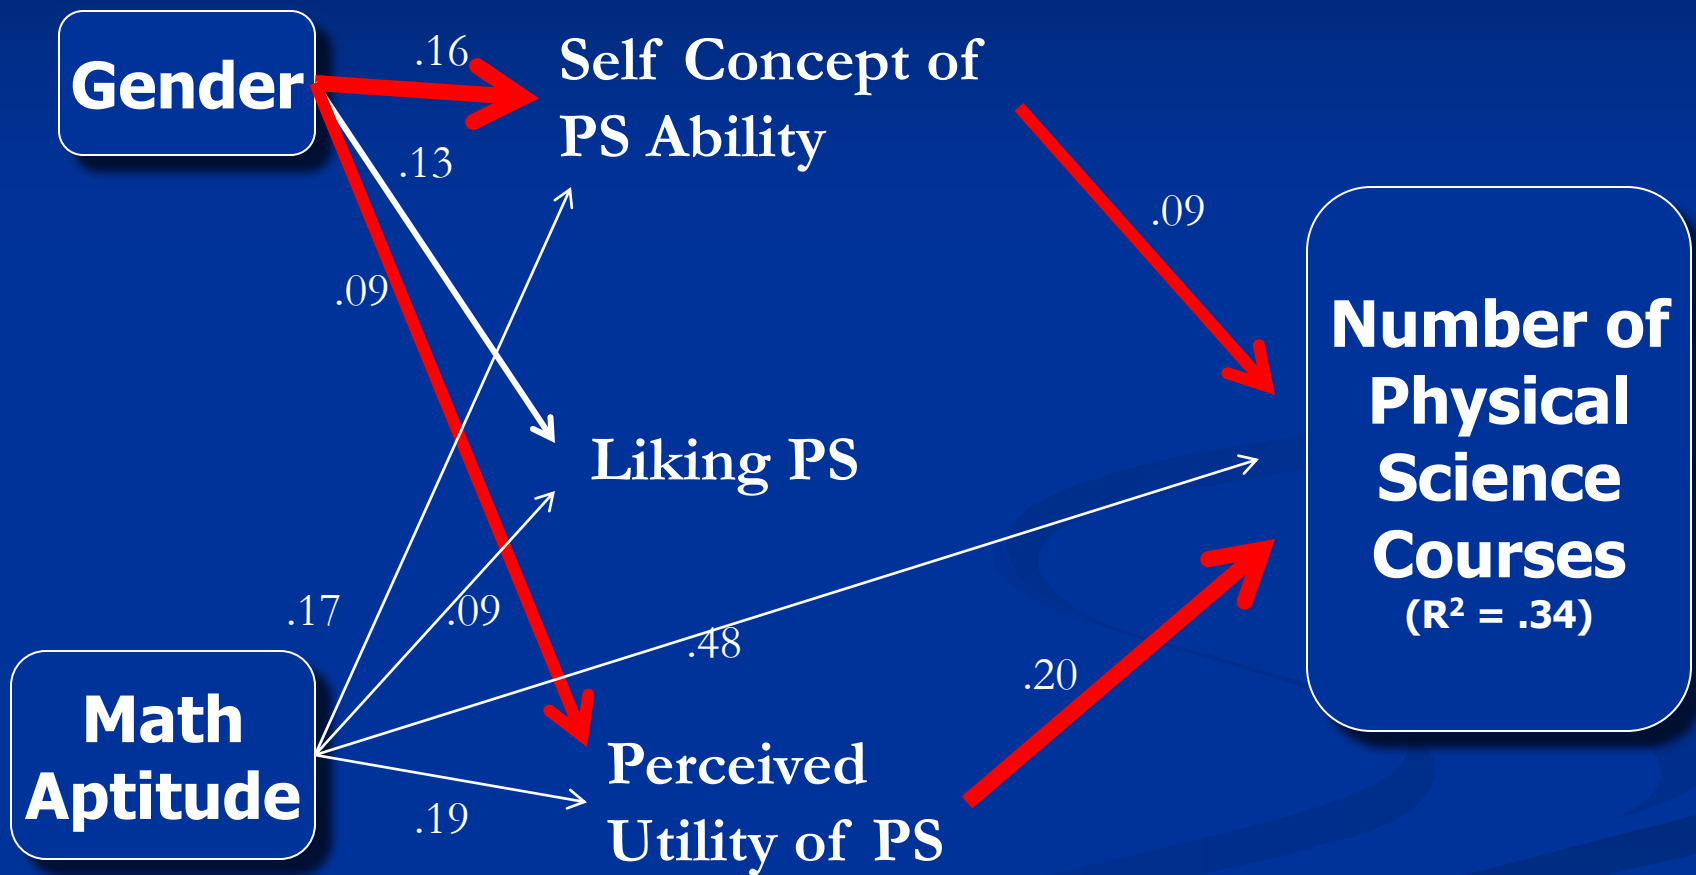 Gender
.16
Self Concept of
PS Ability
.13
.09
.09
Number of
Physical
Science
Courses
(R² = .34)
Liking PS
.17
.09
.48
.20
Math
Aptitude
.19
Perceived
Utility of PS